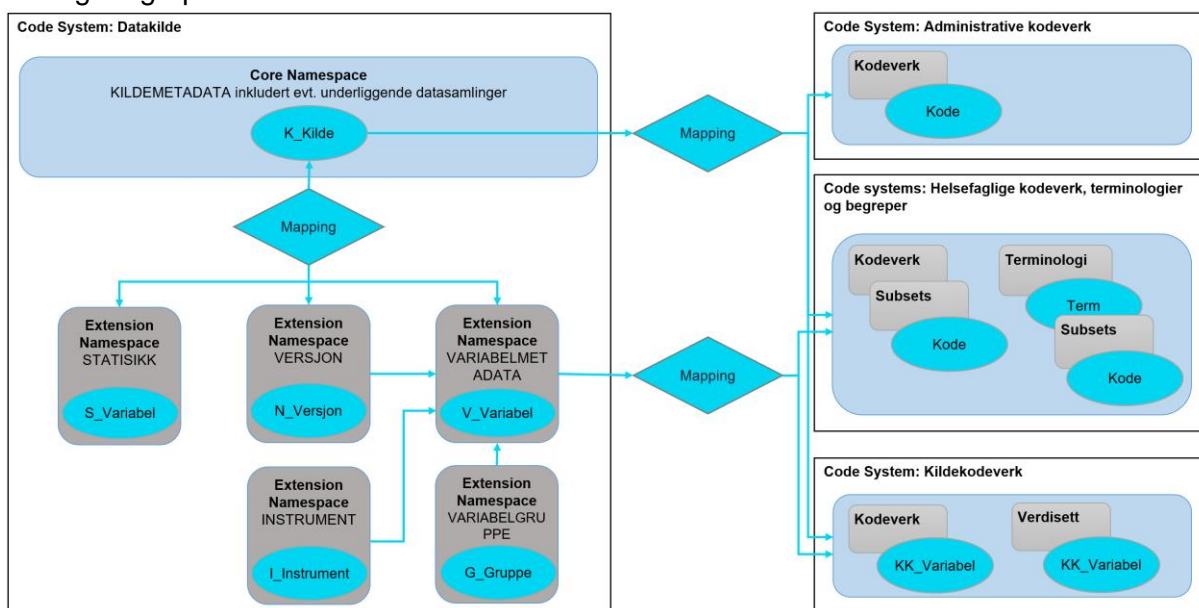 Code System: Datakilde
Core Namespace
KILDEMETADATA inkludert evt. underliggende datasamlinger
K_Kilde
Mapping
Extension
Namespace
STATISIKK
S_Variabel
Extension
Namespace
VERSJON
N_Versjon
Extension
Namespace
VARIABELMET
ADATA
V_Variabel
Extension
Namespace
INSTRUMENT
I_Instrument
Extension
Namespace
VARIABELGRU
PPE
G_Gruppe
Mapping
Mapping
Code System: Administrative kodeverk
Kodeverk
Kode
Code systems: Helsefaglige kodeverk, terminologier
og begreper
Kodeverk
Subsets
Kode
Terminologi
Term
Subsets
Kode
Code System: Kildekodeverk
Kodeverk
KK_Variabel
Verdisett
KK_Variabel